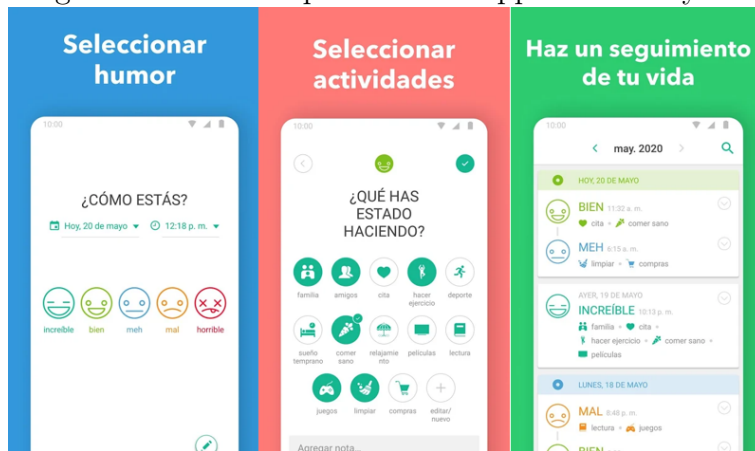 Seleccionar
humor
10:00
¿CÓMO ESTÁS?
Hoy, 20 de mayo
12:18 p. m.
increíble
bien
meh
mal
horrible
Seleccionar
actividades
10:00
¿QUÉ HAS
ESTADO
HACIENDO?
familia
amigos
cita
hacer
ejercicio
deporte
sueño
temprano
comer
sano
relajamie
nto
películas
lectura
juegos
limpiar
compras
editar/
nuevo
Agregar nota...
Haz un seguimiento
de tu vida
10:00
may. 2020
HOY, 20 DE MAYO
BIEN 11:32 a. m.
cita • comer sano
MEH 6:15 a. m.
limpiar • compras
AYER, 19 DE MAYO
INCREÍBLE 10:13 p. m.
familia • cita •
hacer ejercicio • comer sano •
películas
LUNES, 18 DE MAYO
MAL 8:48 p. m.
lectura • juegos
BIEN